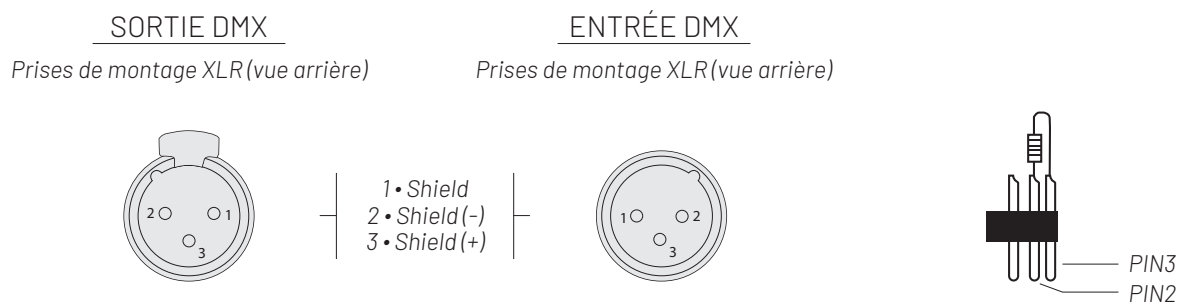 SORTIE DMX
Prises de montage XLR (vue arrière)
ENTRÉE DMX
Prises de montage XLR (vue arrière)
2
1
3
1 • Shield
2 • Shield (-)
3 • Shield (+)
1
2
3
PIN3
PIN2